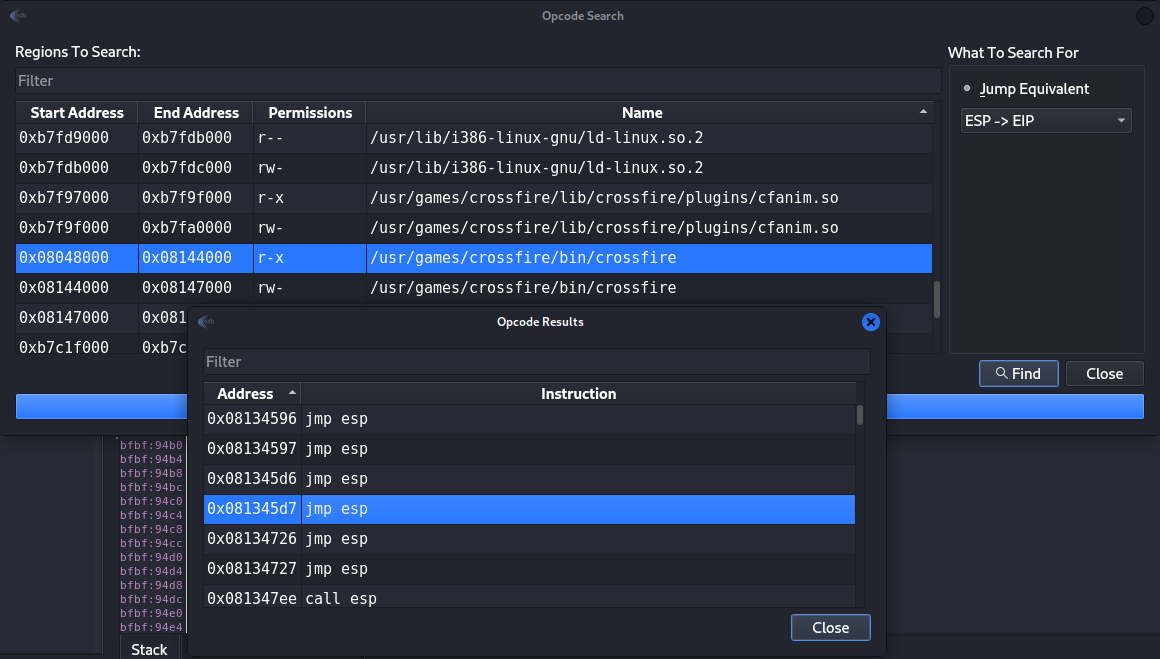 Opcode Search
Regions To Search:
What To Search For
Filter
Jump Equivalent
ESP -> EIP
Start Address End Address Permissions Name
0xb7fd9000 0xb7fdb000 r-- /usr/lib/i386-linux-gnu/ld-linux.so.2
0xb7fdb000 0xb7fdc000 rw- /usr/lib/i386-linux-gnu/ld-linux.so.2
0xb7f97000 0xb7f9f000 r-x /usr/games/crossfire/lib/crossfire/plugins/cfanim.so
0xb7f9f000 0xb7fa0000 rw- /usr/games/crossfire/lib/crossfire/plugins/cfanim.so
0x08048000 0x08144000 r-x /usr/games/crossfire/bin/crossfire
0x08144000 0x08147000 rw- /usr/games/crossfire/bin/crossfire
0x08147000 0x081
0xb7c1f000 0xb7c
Find Close
Opcode Results
Filter
Address Instruction
0x08134596 jmp esp
0x08134597 jmp esp
0x081345d6 jmp esp
0x081345d7 jmp esp
0x08134726 jmp esp
0x08134727 jmp esp
0x081347ee call esp
Close
bfbf:94b0
bfbf:94b4
bfbf:94b8
bfbf:94bc
bfbf:94c0
bfbf:94c4
bfbf:94c8
bfbf:94cc
bfbf:94d0
bfbf:94d4
bfbf:94d8
bfbf:94dc
bfbf:94e0
bfbf:94e4
Stack